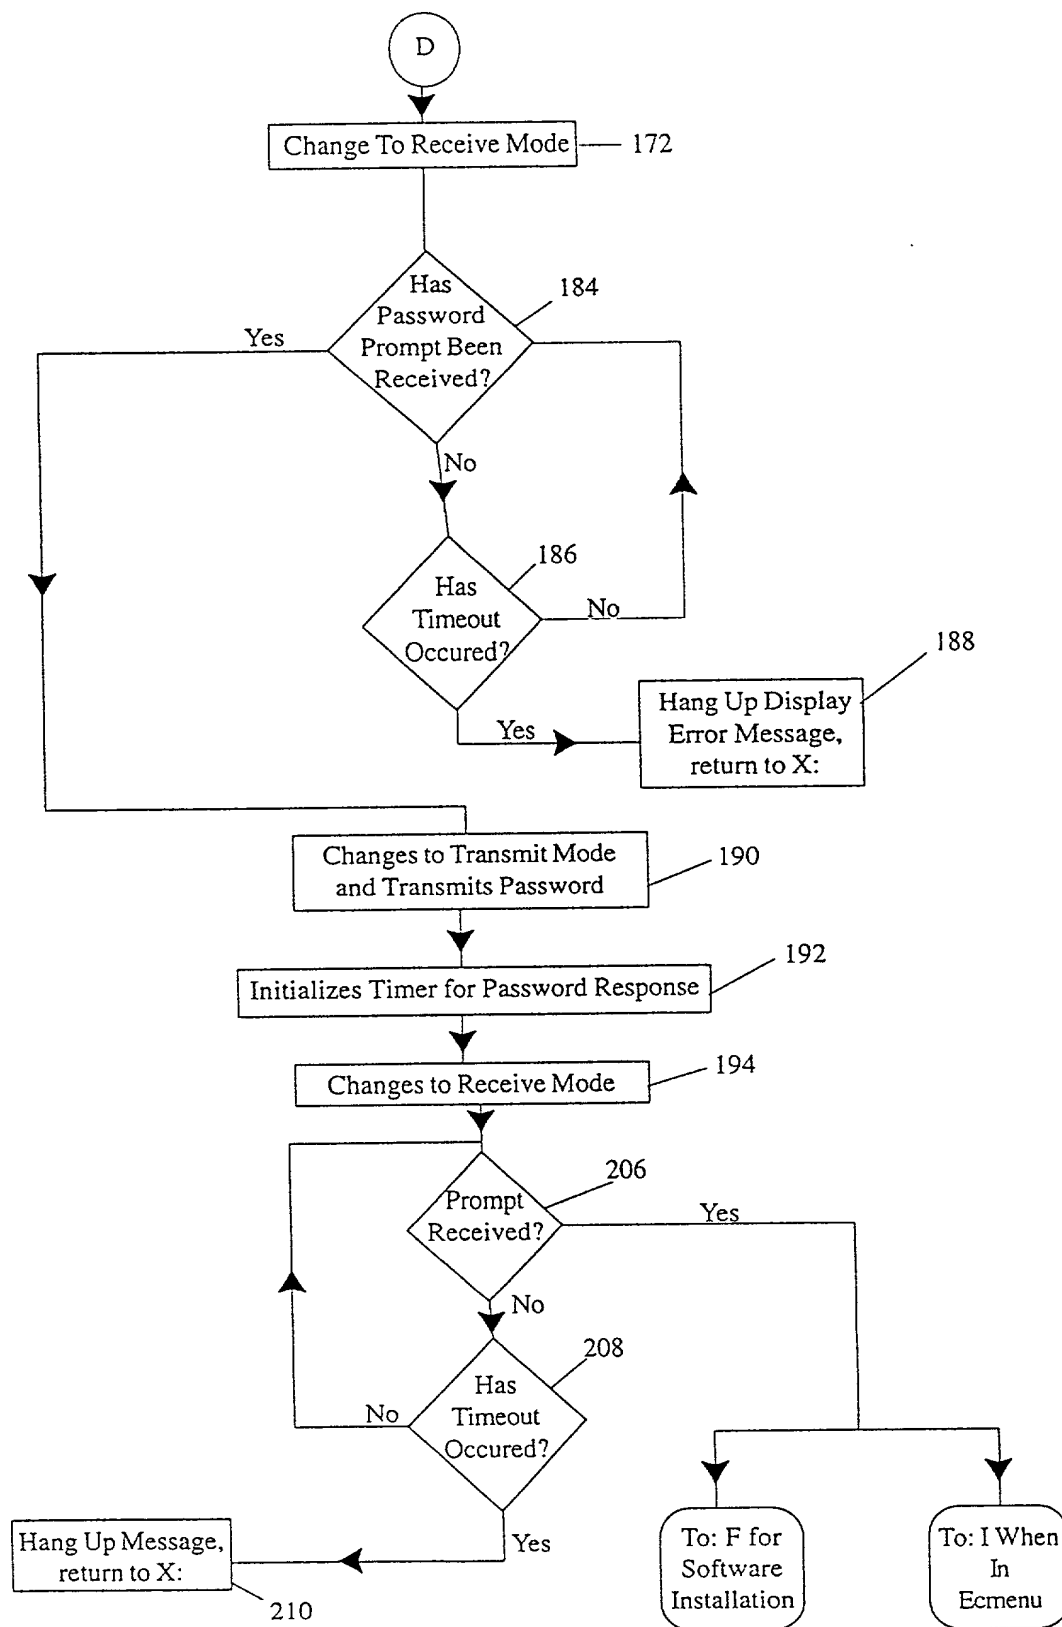 D
Change To Receive Mode
172
Has
Password
Prompt Been
Received?
184
Yes
No
Has
Timeout
Occured?
186
No
Yes
Hang Up Display
Error Message,
return to X:
188
Changes to Transmit Mode
and Transmits Password
190
Initializes Timer for Password Response
192
Changes to Receive Mode
194
Prompt
Received?
206
Yes
No
Has
Timeout
Occured?
208
No
Yes
Hang Up Message,
return to X:
210
To: F for
Software
Installation
To: I When
In
Ecmenu